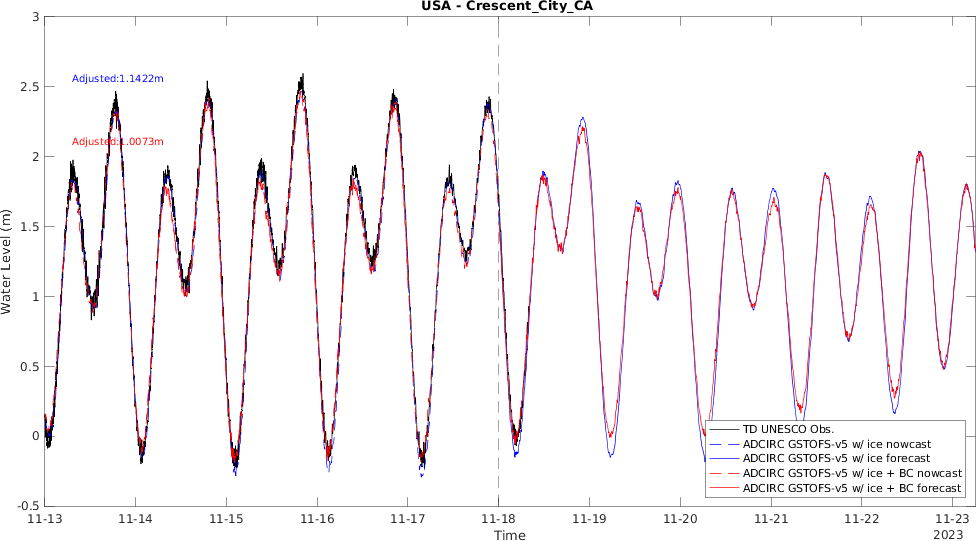 USA - Crescent_City_CA
3
2.5
2
1.5
1
0.5
0
-0.5
Water Level (m)
Adjusted:1.1422m
Adjusted:1.0073m
TD UNESCO Obs.
ADCIRC GSTOFS-v5 w/ ice nowcast
ADCIRC GSTOFS-v5 w/ ice forecast
ADCIRC GSTOFS-v5 w/ ice + BC nowcast
ADCIRC GSTOFS-v5 w/ ice + BC forecast
11-13 11-14 11-15 11-16 11-17 11-18 11-19 11-20 11-21 11-22 11-23
Time
2023